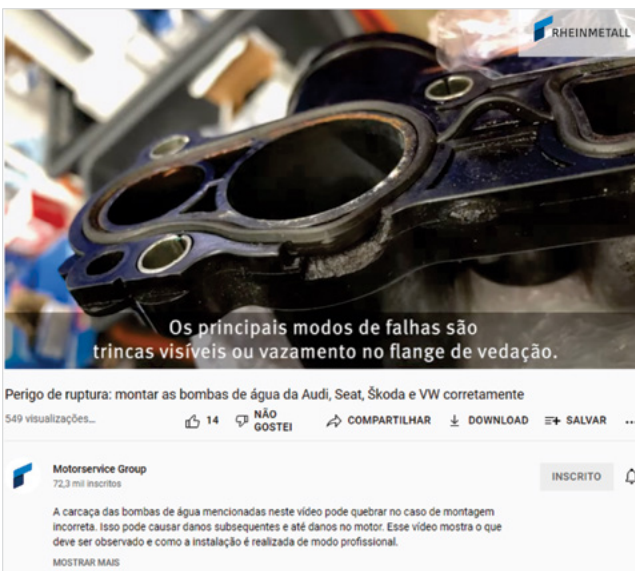 RHEINMETALL
Os principais modos de falhas são
trincas visíveis ou vazamento no flange de vedação.
Perigo de ruptura: montar as bombas de água da Audi, Seat, Škoda e VW corretamente
549 visualizações...
14
NÃO
GOSTEI
COMPARTILHAR
DOWNLOAD
SALVAR
...
Motorservice Group
72,3 mil inscritos
INSCRITO
A carcaça das bombas de água mencionadas neste vídeo pode quebrar no caso de montagem
incorreta. Isso pode causar danos subsequentes e até danos no motor. Esse vídeo mostra o que
deve ser observado e como a instalação é realizada de modo profissional.
MOSTRAR MAIS